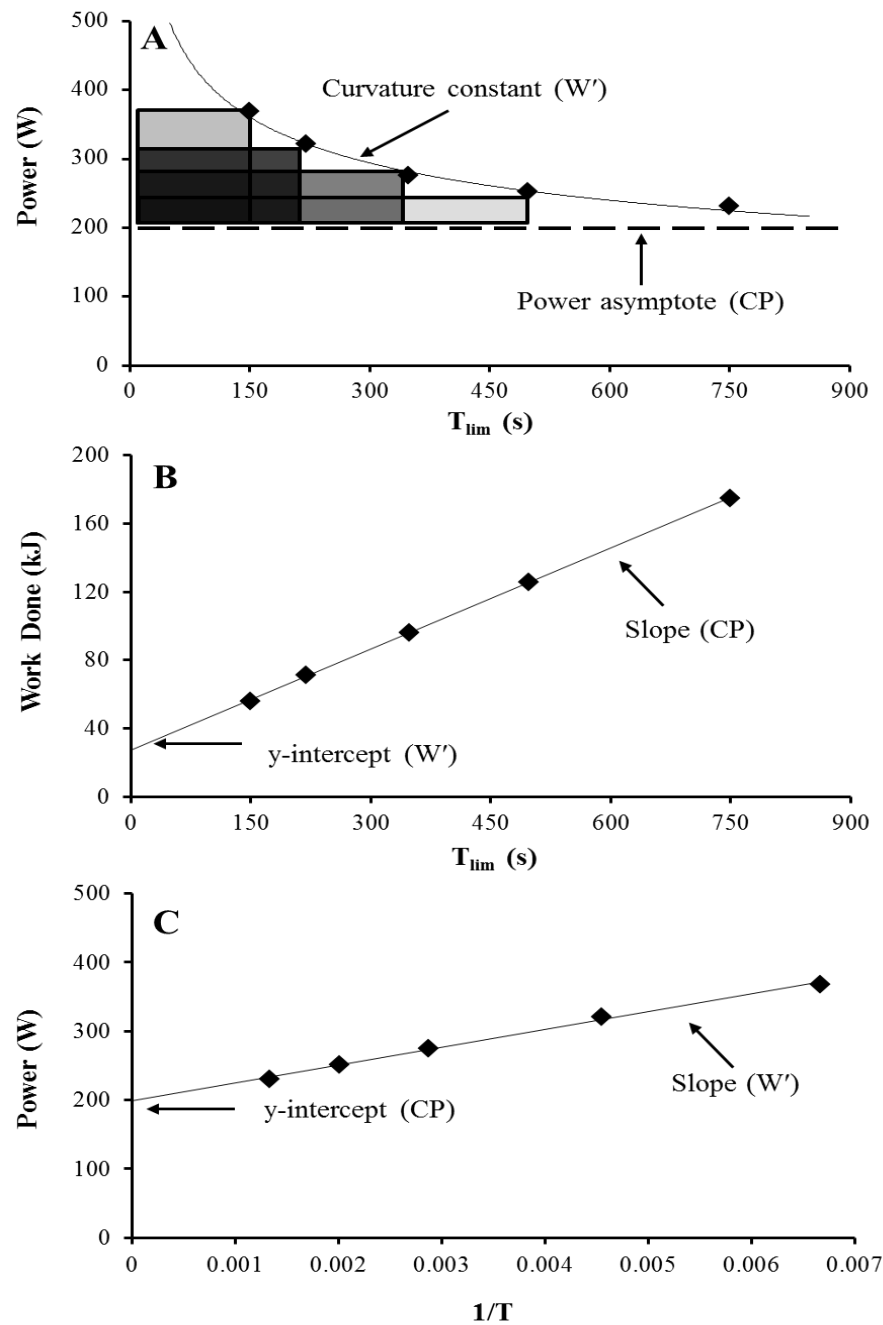 A
500
400
300
200
100
0
Power (W)
Curvature constant (W′)
Power asymptote (CP)
0 150 300 450 600 750 900
Tlim (s)
B
200
160
120
80
40
0
Work Done (kJ)
Slope (CP)
y-intercept (W′)
0 150 300 450 600 750 900
Tlim (s)
C
500
400
300
200
100
0
Power (W)
Slope (W′)
y-intercept (CP)
0 0.001 0.002 0.003 0.004 0.005 0.006 0.007
1/T